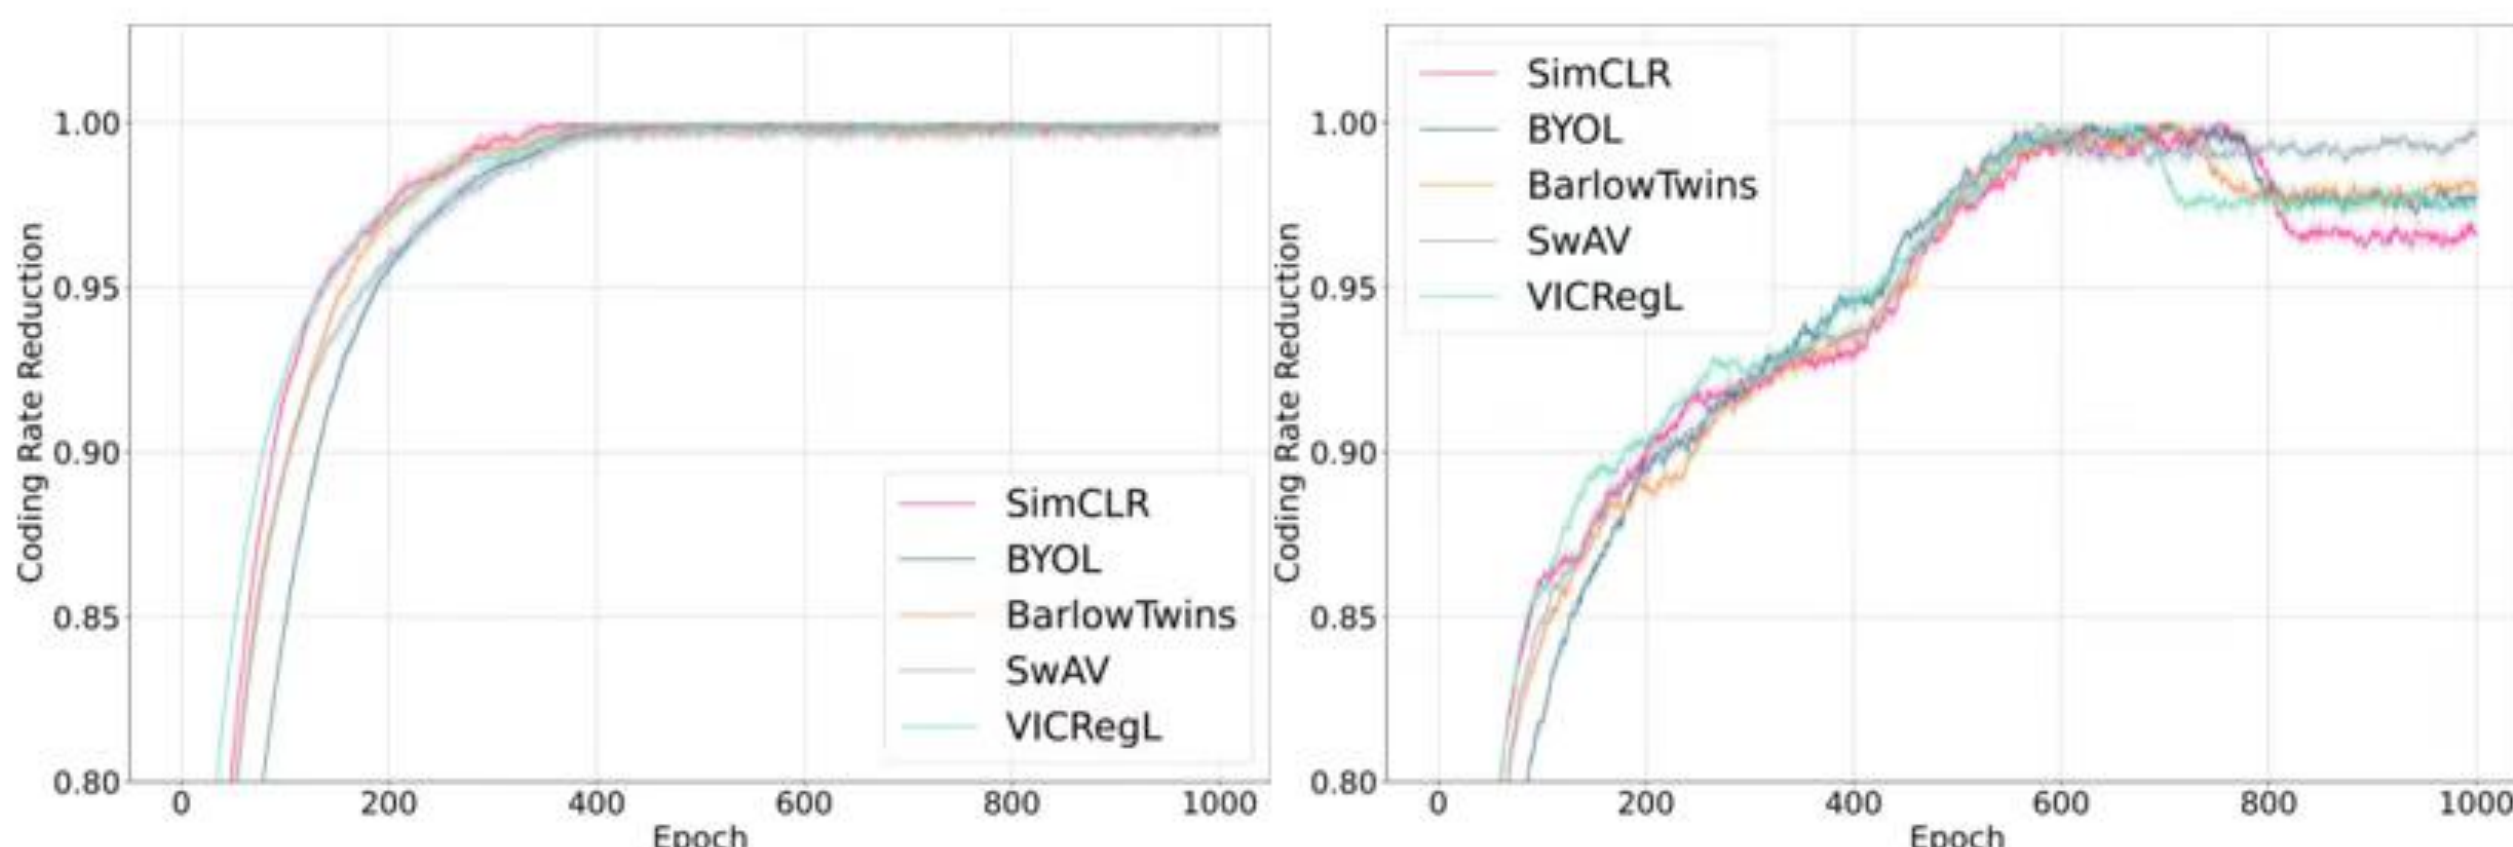 Coding Rate Reduction
1.00
0.95
0.90
0.85
0.80
0 200 400 600 800 1000
Epoch
SimCLR
BYOL
BarlowTwins
SwAV
VICRegL
Coding Rate Reduction
1.00
0.95
0.90
0.85
0.80
0 200 400 600 800 1000
Epoch
SimCLR
BYOL
BarlowTwins
SwAV
VICRegL